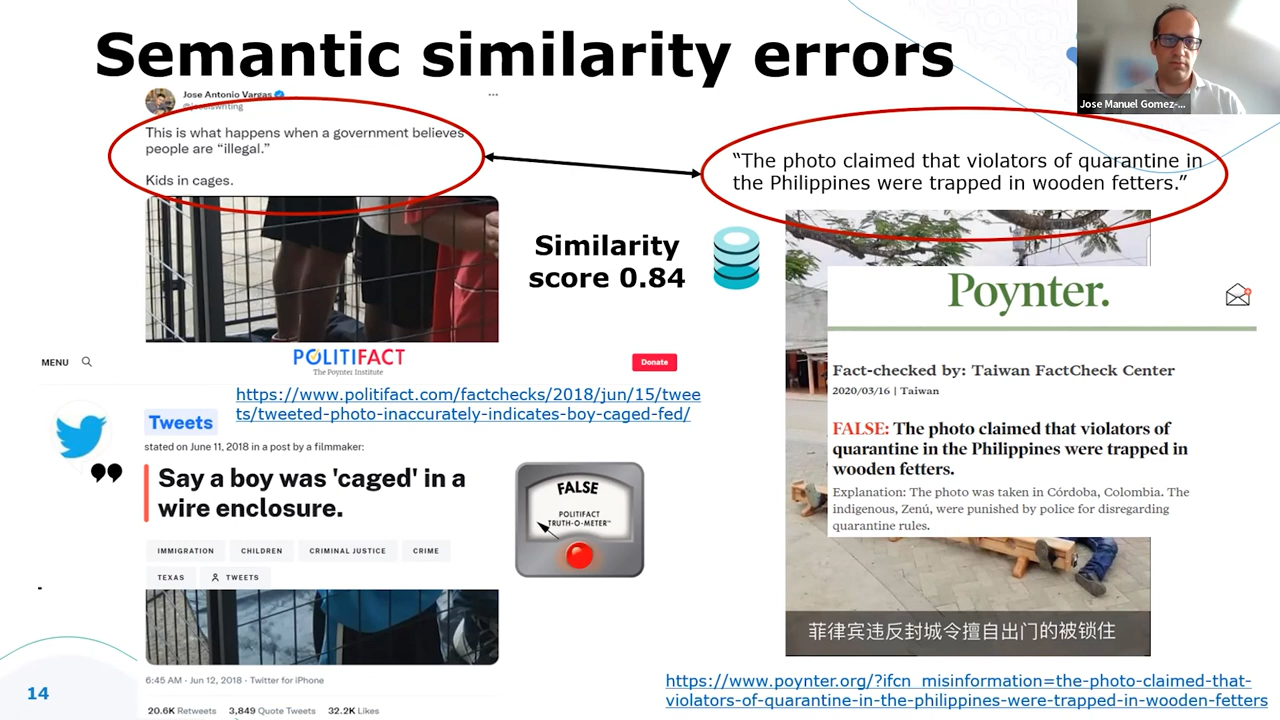 Semantic similarity errors
Jose Manuel Gomez-...
Jose Antonio Vargas
This is what happens when a government believes
people are “illegal.”
Kids in cages.
“The photo claimed that violators of quarantine in
the Philippines were trapped in wooden fetters.”
Similarity
score 0.84
Poynter.
MENU
POLITIFACT
The Poynter Institute
Donate
Fact-checked by: Taiwan FactCheck Center
2020/03/16 | Taiwan
https://www.politifact.com/factchecks/2018/jun/15/twee
ts/tweeted-photo-inaccurately-indicates-boy-caged-fed/
Tweets
stated on June 11, 2018 in a post by a filmmaker:
Say a boy was 'caged' in a
wire enclosure.
FALSE
POLITIFACT
TRUTH-O-METER™
FALSE: The photo claimed that violators of
quarantine in the Philippines were trapped in
wooden fetters.
Explanation: The photo was taken in Córdoba, Colombia. The
indigenous, Zenú, were punished by police for disregarding
quarantine rules.
IMMIGRATION
CHILDREN
CRIMINAL JUSTICE
CRIME
TEXAS
TWEETS
菲律宾违反封城令擅自出门的被锁住
6:45 AM · Jun 12, 2018 · Twitter for iPhone
20.6K Retweets 3,849 Quote Tweets 32.2K Likes
https://www.poynter.org/?ifcn_misinformation=the-photo-claimed-that-
violators-of-quarantine-in-the-philippines-were-trapped-in-wooden-fetters
14